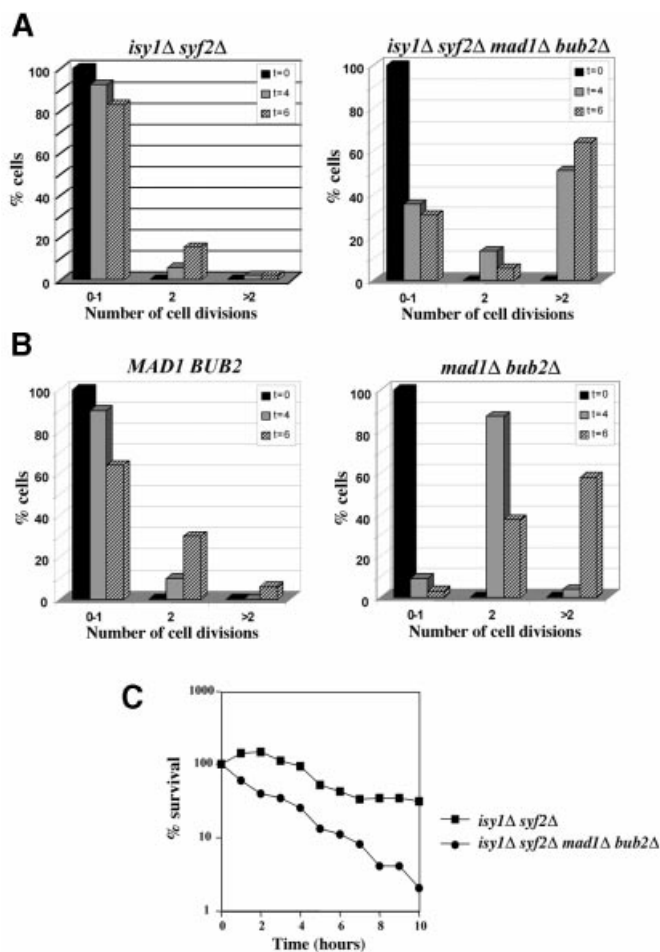 A
isy1Δ syf2Δ
100
80
60
40
20
0
% cells
t=0
t=4
t=6
0-1
2
>2
Number of cell divisions
isy1Δ syf2Δ mad1Δ bub2Δ
100
80
60
40
20
0
% cells
t=0
t=4
t=6
0-1
2
>2
Number of cell divisions
B
MAD1 BUB2
100
80
60
40
20
0
% cells
t=0
t=4
t=6
0-1
2
>2
Number of cell divisions
mad1Δ bub2Δ
100
80
60
40
20
0
% cells
t=0
t=4
t=6
0-1
2
>2
Number of cell divisions
C
1000
100
10
1
% survival
0
2
4
6
8
10
Time (hours)
isy1Δ syf2Δ
isy1Δ syf2Δ mad1Δ bub2Δ